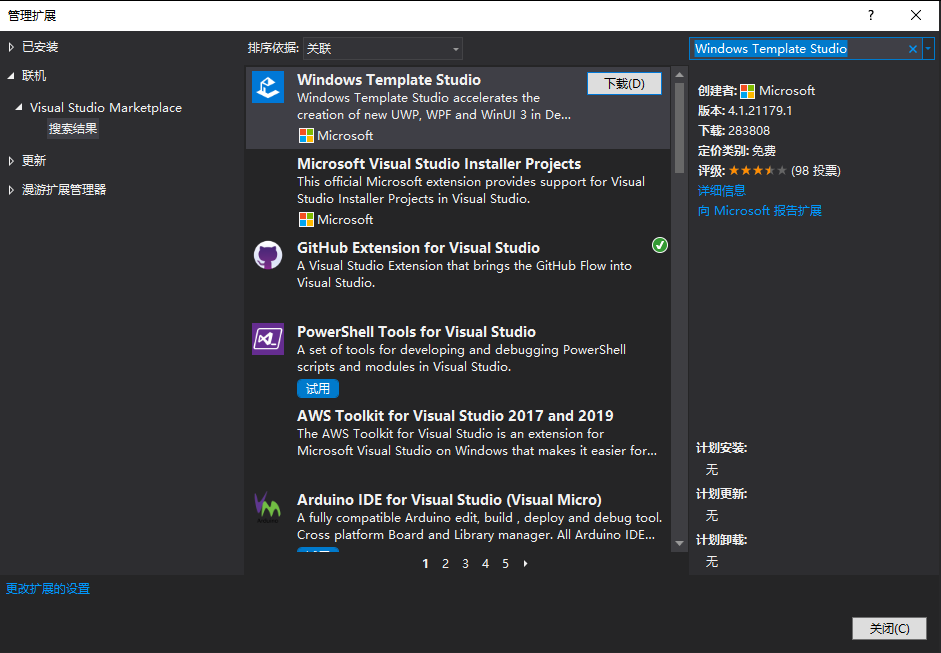 管理扩展
?
已安装
联机
Visual Studio Marketplace
搜索结果
更新
漫游扩展管理器
排序依据: 关联
Windows Template Studio
下载(D)
Windows Template Studio accelerates the
creation of new UWP, WPF and WinUI 3 in De...
Microsoft
Microsoft Visual Studio Installer Projects
This official Microsoft extension provides support for Visual
Studio Installer Projects in Visual Studio.
Microsoft
GitHub Extension for Visual Studio
A Visual Studio Extension that brings the GitHub Flow into
Visual Studio.
PowerShell Tools for Visual Studio
A set of tools for developing and debugging PowerShell
scripts and modules in Visual Studio.
试用
AWS Toolkit for Visual Studio 2017 and 2019
The AWS Toolkit for Visual Studio is an extension for
Microsoft Visual Studio on Windows that makes it easier for...
Arduino IDE for Visual Studio (Visual Micro)
A fully compatible Arduino edit, build , deploy and debug tool.
Cross platform Board and Library manager. All Arduino IDE...
1 2 3 4 5
Windows Template Studio
创建者: Microsoft
版本: 4.1.21179.1
下载: 283808
定价类别: 免费
评级: (98 投票)
详细信息
向 Microsoft 报告扩展
计划安装:
无
计划更新:
无
计划卸载:
无
更改扩展的设置
关闭(C)